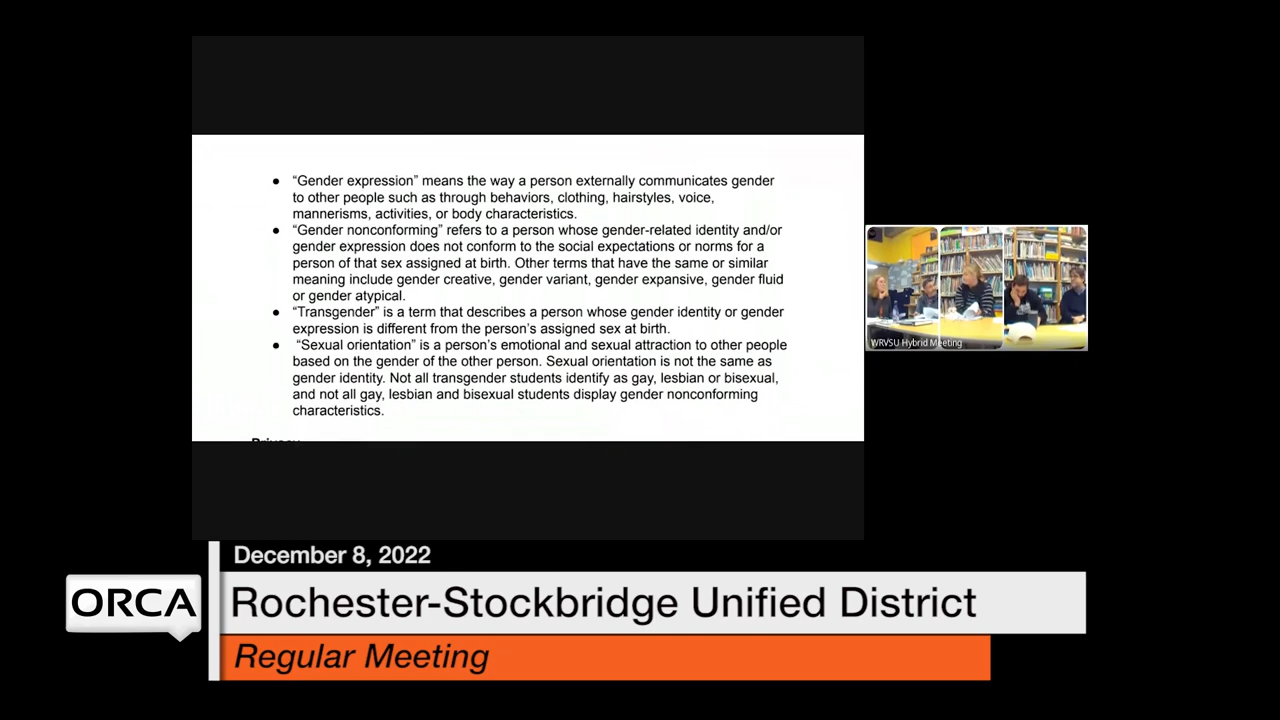 ● “Gender expression” means the way a person externally communicates gender
to other people such as through behaviors, clothing, hairstyles, voice,
mannerisms, activities, or body characteristics.
● “Gender nonconforming” refers to a person whose gender-related identity and/or
gender expression does not conform to the social expectations or norms for a
person of that sex assigned at birth. Other terms that have the same or similar
meaning include gender creative, gender variant, gender expansive, gender fluid
or gender atypical.
● “Transgender” is a term that describes a person whose gender identity or gender
expression is different from the person’s assigned sex at birth.
● “Sexual orientation” is a person’s emotional and sexual attraction to other people
based on the gender of the other person. Sexual orientation is not the same as
gender identity. Not all transgender students identify as gay, lesbian or bisexual,
and not all gay, lesbian and bisexual students display gender nonconforming
characteristics.
Privacy
WRVSU Hybrid Meeting
December 8, 2022
ORCA
Rochester-Stockbridge Unified District
Regular Meeting